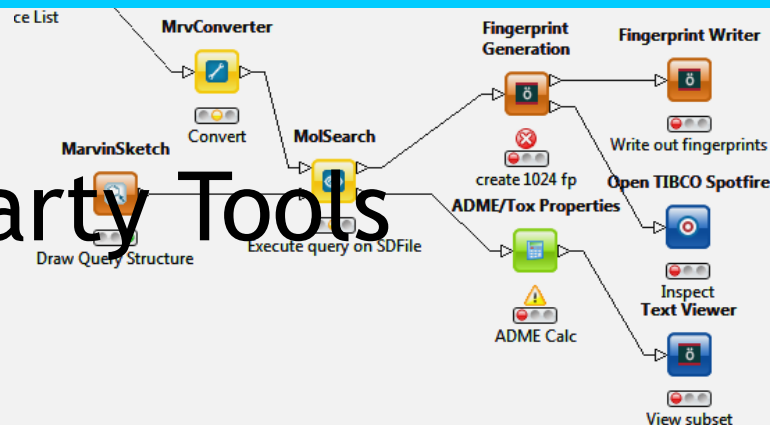 ce List
MrvConverter
Convert
MarvinSketch
Draw Query Structure
MolSearch
Execute query on SDFile
arty Tools
Fingerprint
Generation
create 1024 fp
Fingerprint Writer
Write out fingerprints
Open TIBCO Spotfire
Inspect
ADME/Tox Properties
ADME Calc
Text Viewer
View subset